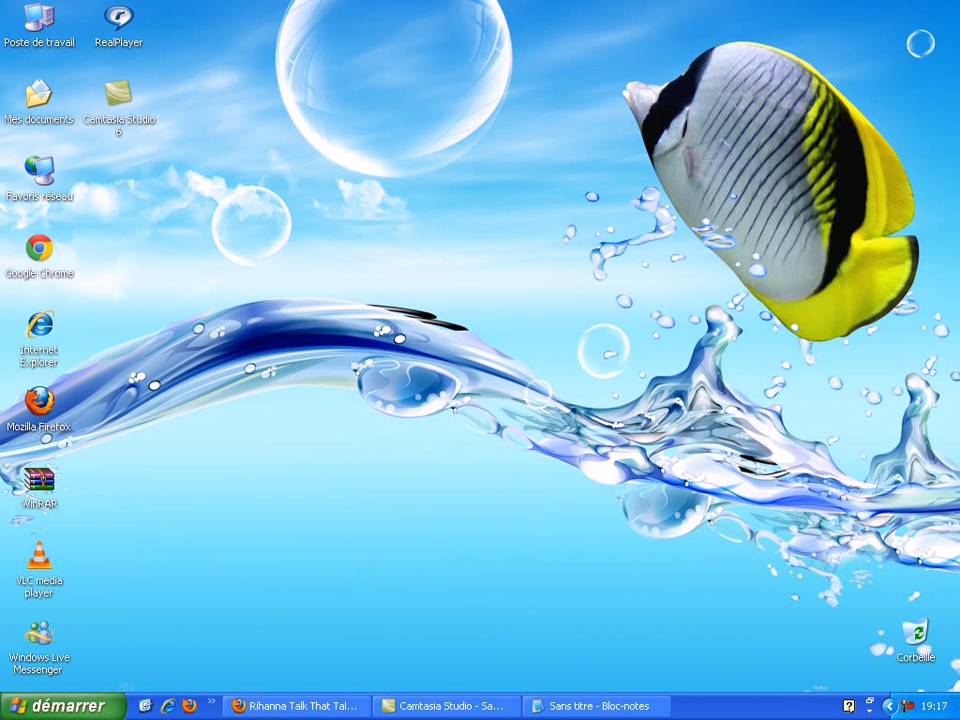 Poste de travail
RealPlayer
Mes documents
Camtasia Studio
6
Favoris réseau
Google Chrome
Internet
Explorer
Mozilla Firefox
WinRAR
VLC media
player
Windows Live
Messenger
Corbeille
démarrer
Rihanna Talk That Tal...
Camtasia Studio - Sa...
Sans titre - Bloc-notes
19:17